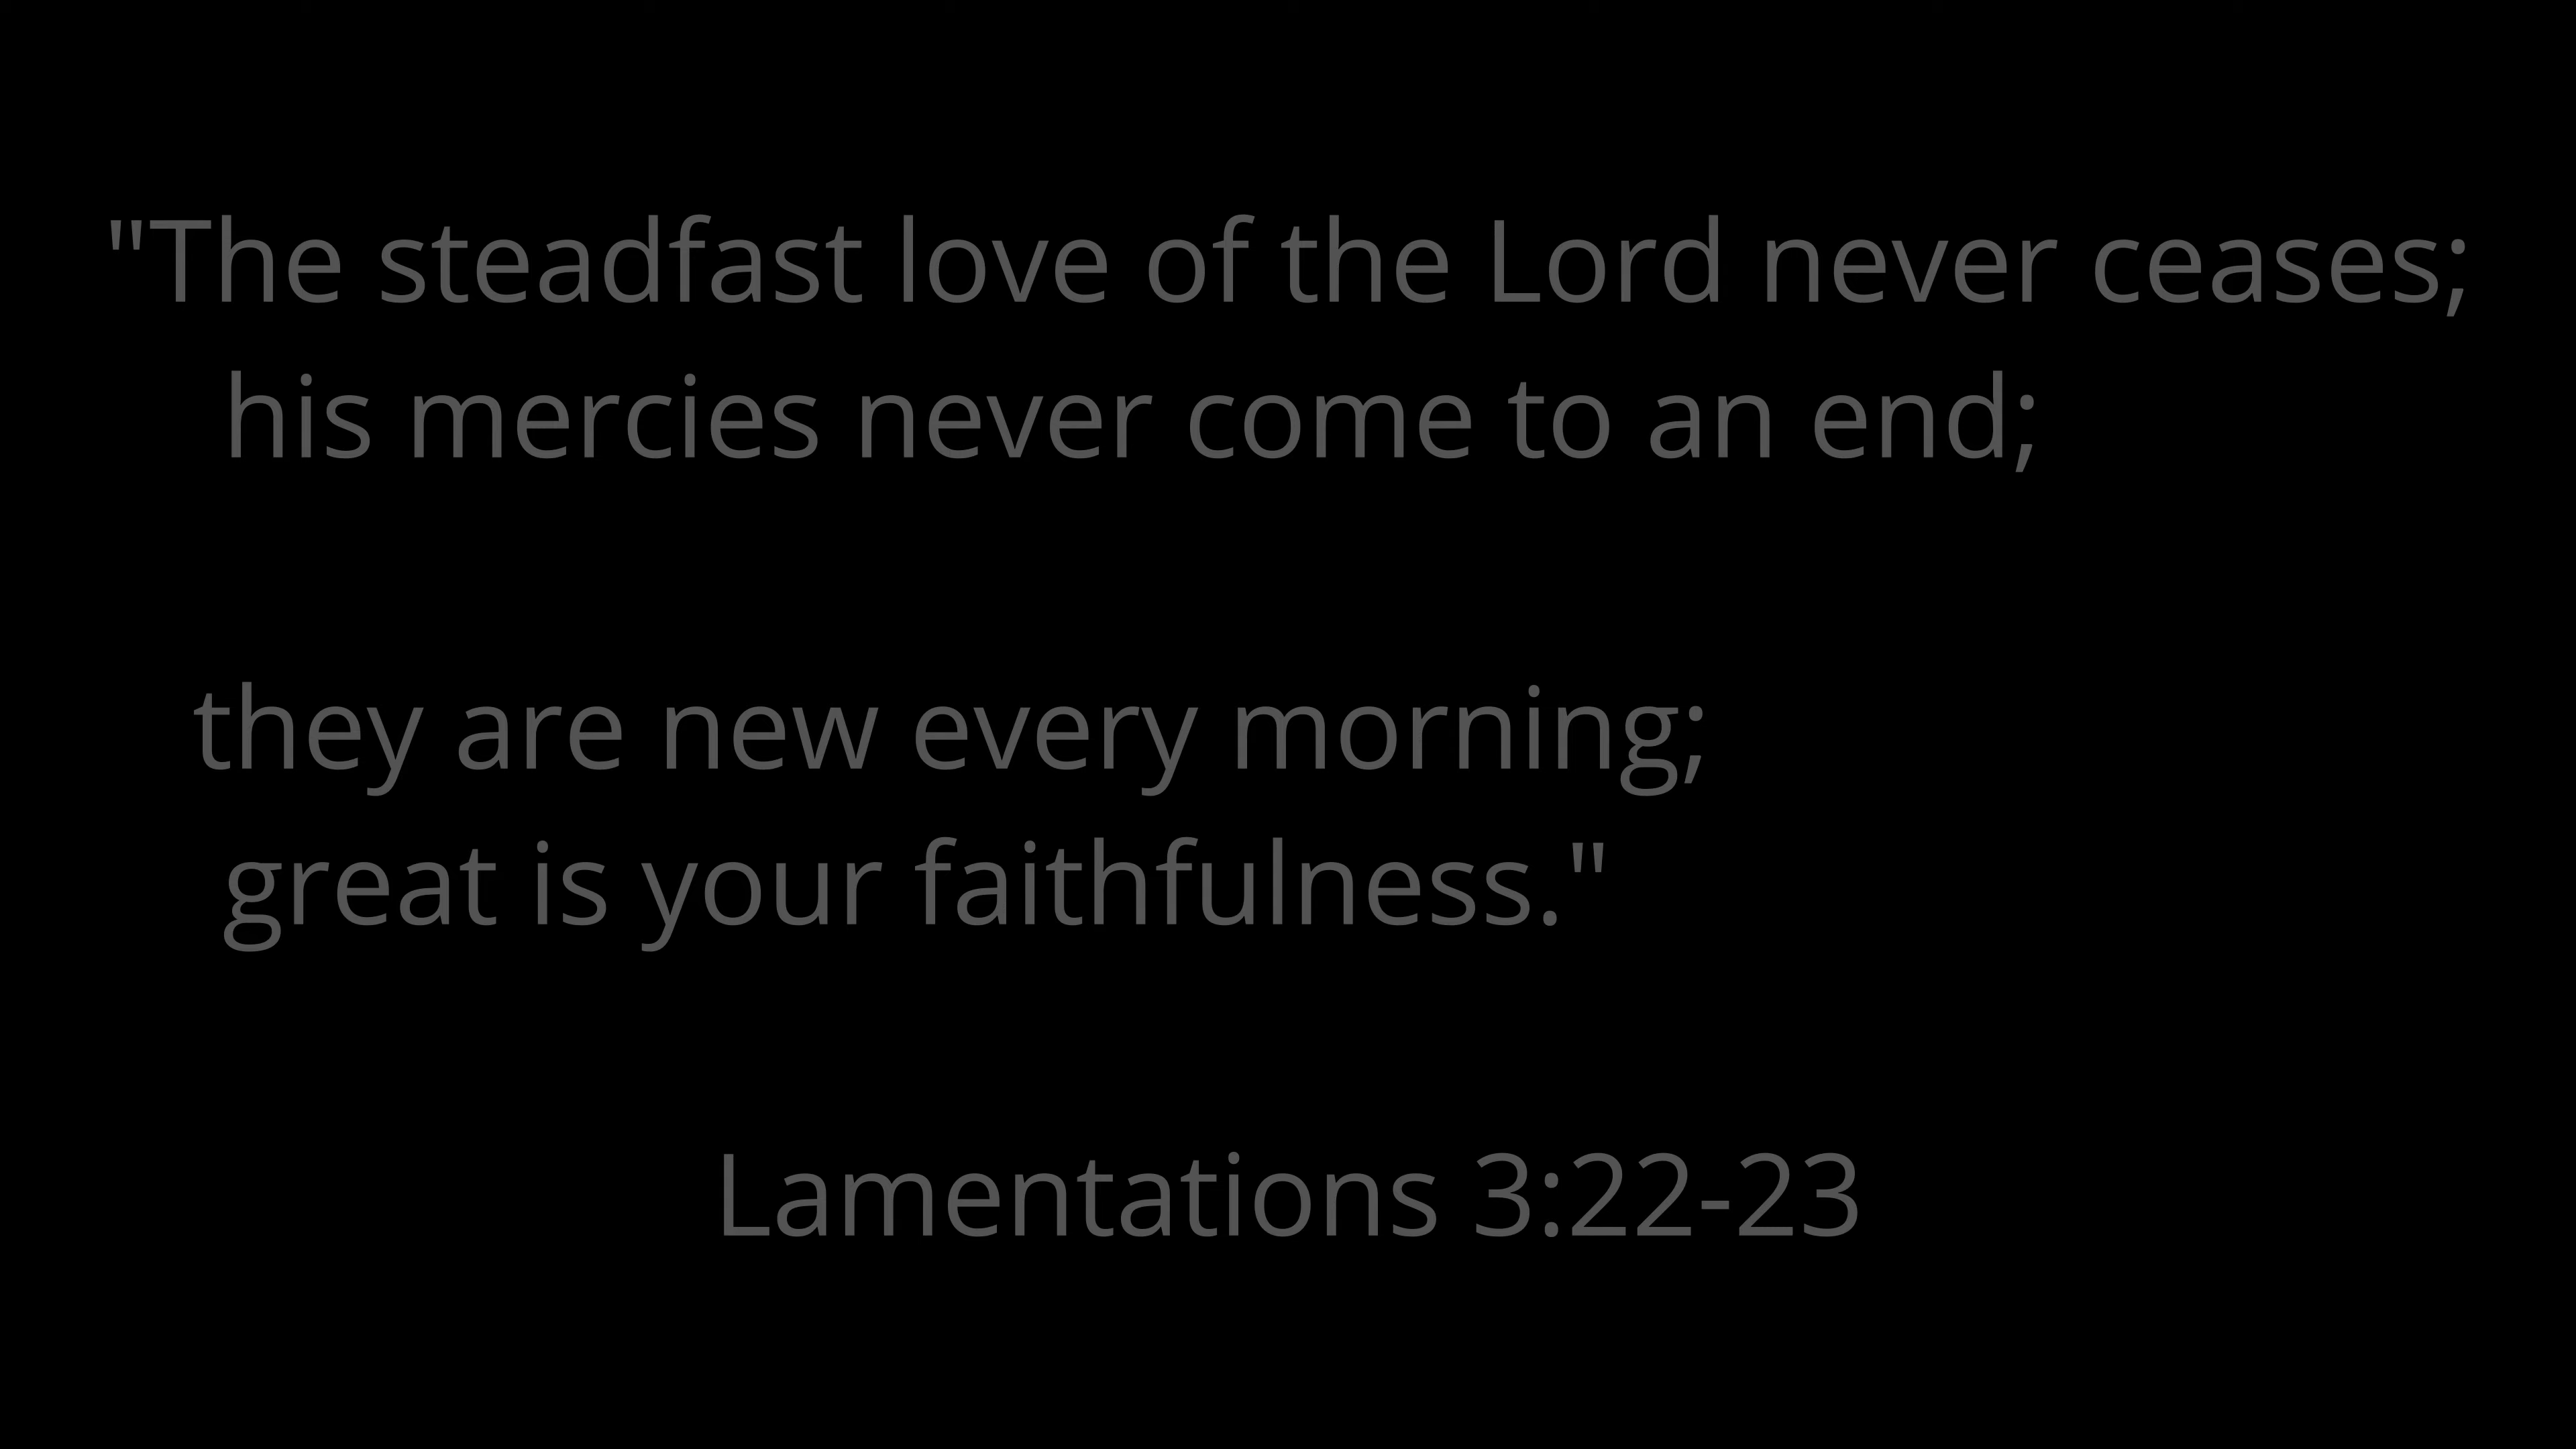 "The steadfast love of the Lord never ceases;
his mercies never come to an end;
they are new every morning;
great is your faithfulness."
Lamentations 3:22-23